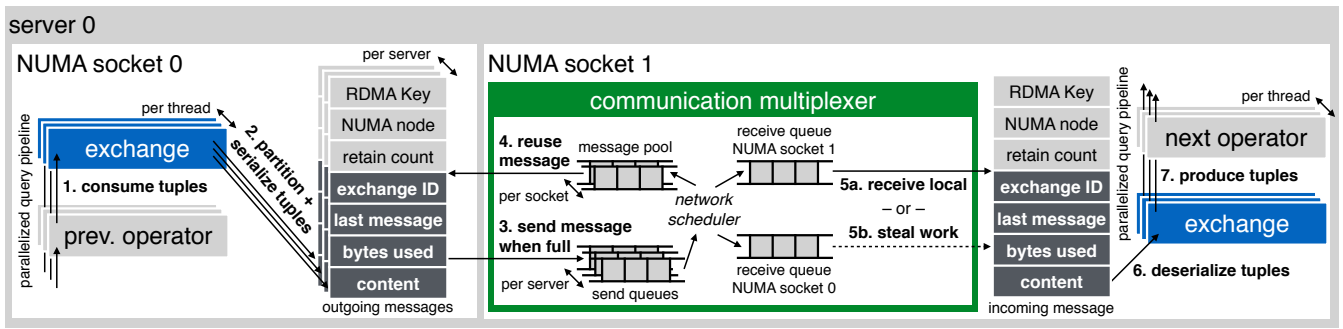 server 0
NUMA socket 0
per server
parallelized query pipeline
per thread
exchange
1. consume tuples
prev. operator
2. partition +
serialize tuples
RDMA Key
NUMA node
retain count
exchange ID
last message
bytes used
content
outgoing messages
NUMA socket 1
communication multiplexer
4. reuse
message
message pool
per socket
3. send message
when full
per server
send queues
network
scheduler
receive queue
NUMA socket 1
5a. receive local
– or –
5b. steal work
receive queue
NUMA socket 0
RDMA Key
NUMA node
retain count
exchange ID
last message
bytes used
content
incoming message
parallelized query pipeline
per thread
next operator
7. produce tuples
exchange
6. deserialize tuples